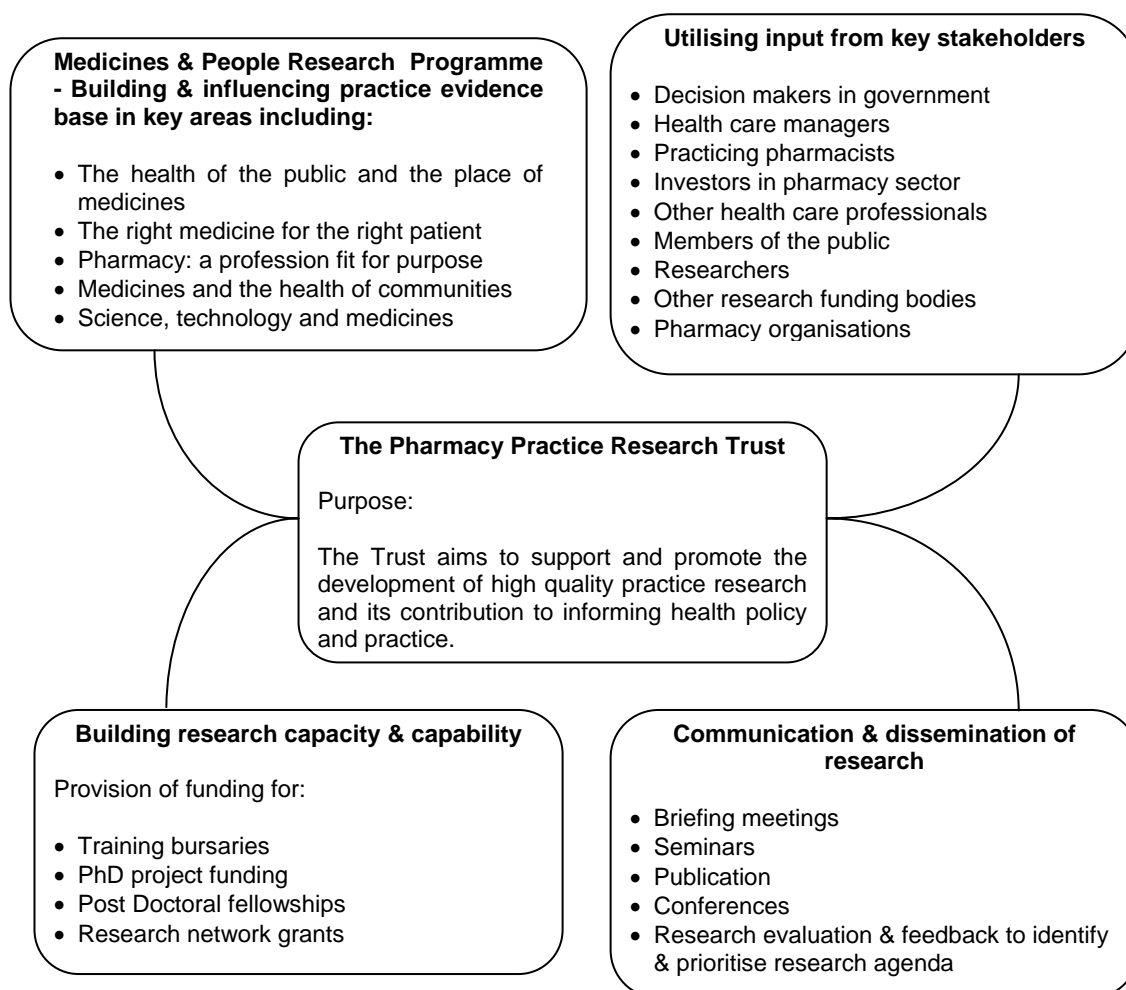 Medicines & People Research Programme
- Building & influencing practice evidence
base in key areas including:
• The health of the public and the place of
medicines
• The right medicine for the right patient
• Pharmacy: a profession fit for purpose
• Medicines and the health of communities
• Science, technology and medicines
Utilising input from key stakeholders
• Decision makers in government
• Health care managers
• Practicing pharmacists
• Investors in pharmacy sector
• Other health care professionals
• Members of the public
• Researchers
• Other research funding bodies
• Pharmacy organisations
The Pharmacy Practice Research Trust
Purpose:
The Trust aims to support and promote the
development of high quality practice research
and its contribution to informing health policy
and practice.
Building research capacity & capability
Provision of funding for:
• Training bursaries
• PhD project funding
• Post Doctoral fellowships
• Research network grants
Communication & dissemination of
research
• Briefing meetings
• Seminars
• Publication
• Conferences
• Research evaluation & feedback to identify
& prioritise research agenda